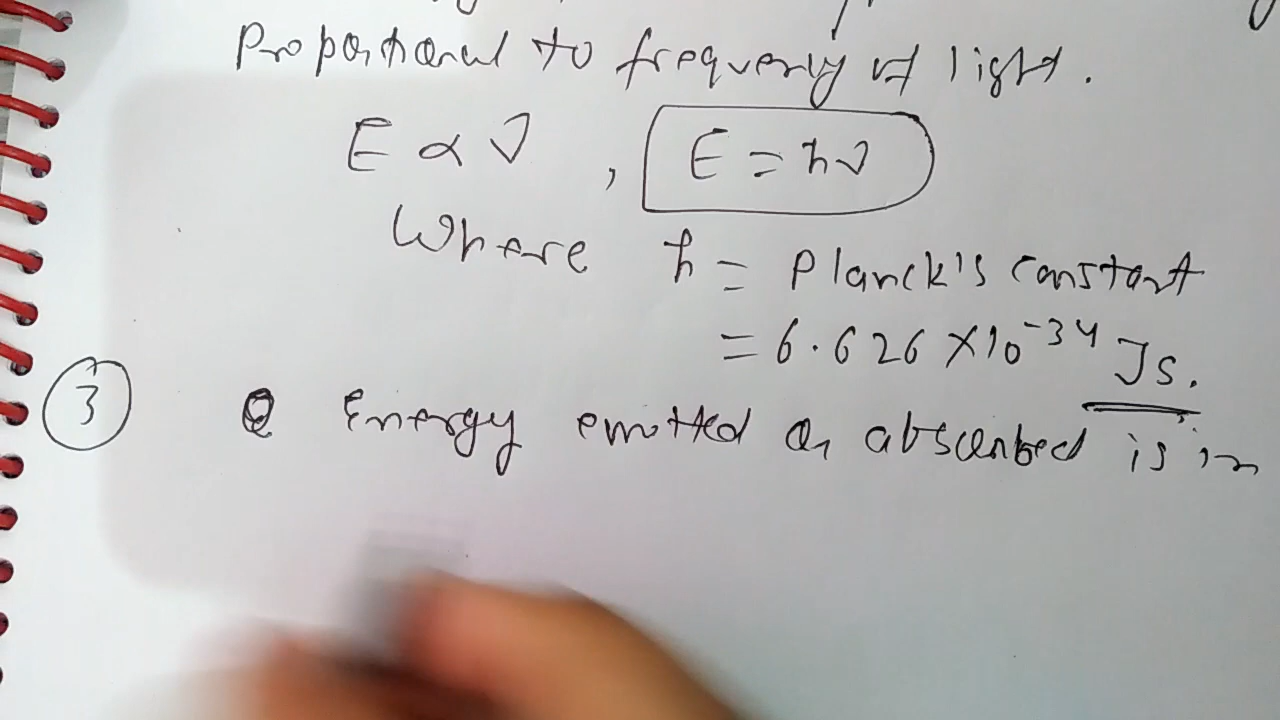 Proportional to frequency of light.
E ∝ ν , E = hν
Where h = Planck's constant
= 6.626 × 10⁻³⁴ Js.
③ Energy emitted or absorbed is in